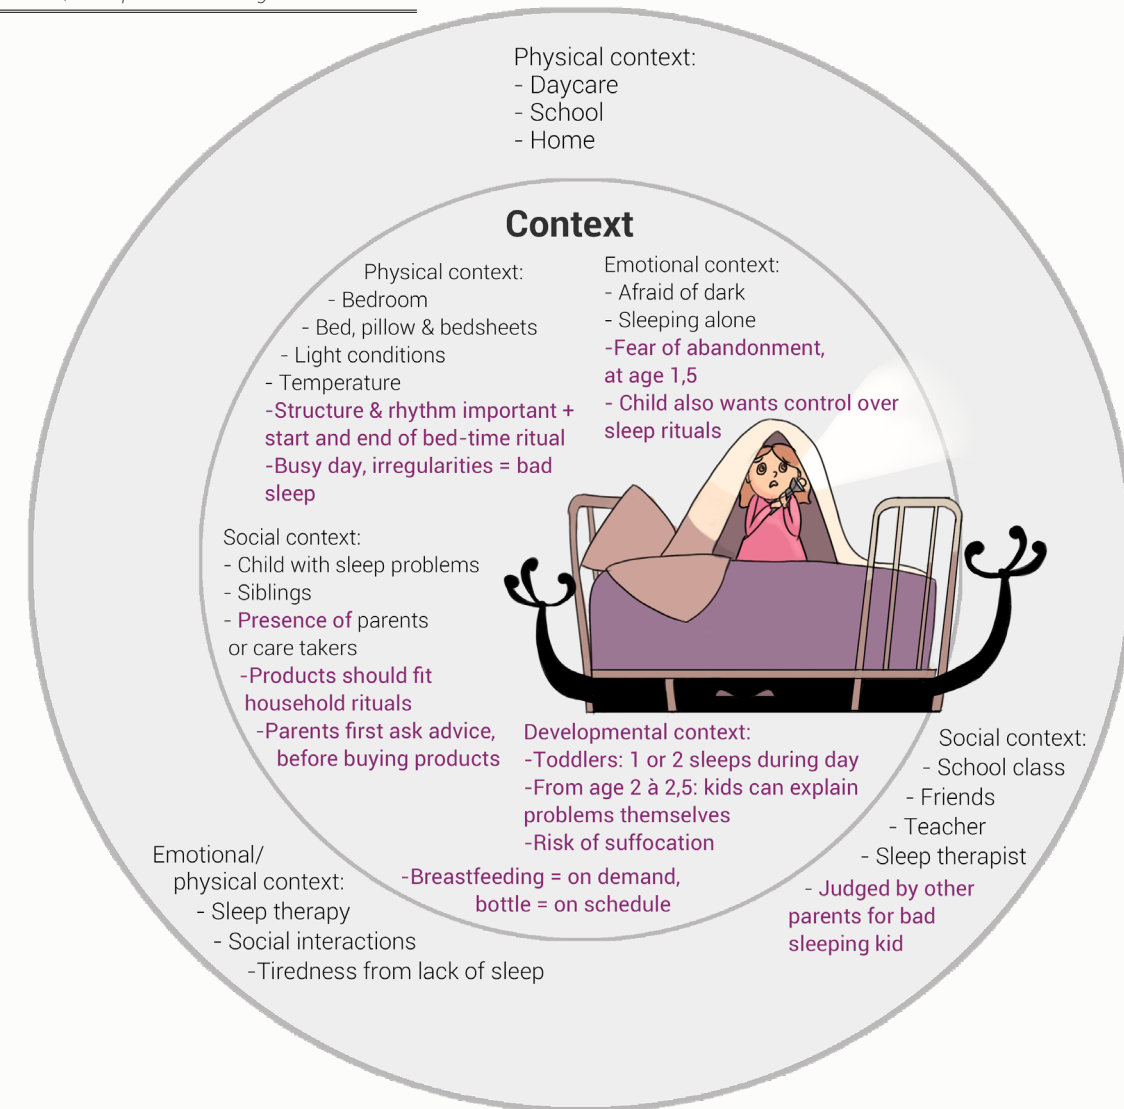 Physical context:
- Daycare
- School
- Home
Context
Physical context:
- Bedroom
- Bed, pillow & bedsheets
- Light conditions
- Temperature
-Structure & rhythm important +
start and end of bed-time ritual
-Busy day, irregularities = bad
sleep
Emotional context:
- Afraid of dark
- Sleeping alone
-Fear of abandonment,
at age 1,5
- Child also wants control over
sleep rituals
Social context:
- Child with sleep problems
- Siblings
- Presence of parents
or care takers
-Products should fit
household rituals
-Parents first ask advice,
before buying products
Developmental context:
-Toddlers: 1 or 2 sleeps during day
-From age 2 à 2,5: kids can explain
problems themselves
-Risk of suffocation
-Breastfeeding = on demand,
bottle = on schedule
Social context:
- School class
- Friends
- Teacher
- Sleep therapist
- Judged by other
parents for bad
sleeping kid
Emotional/
physical context:
- Sleep therapy
- Social interactions
-Tiredness from lack of sleep